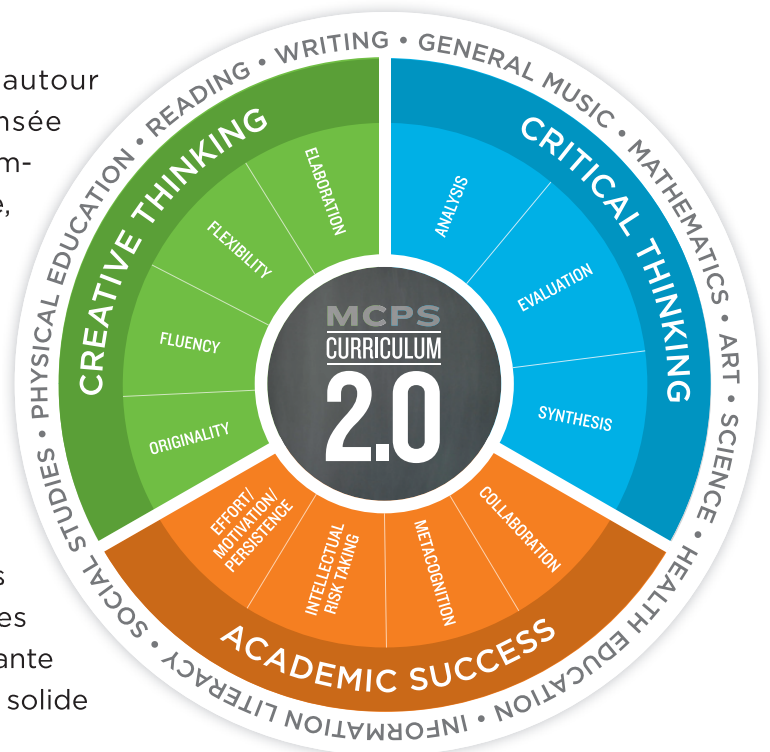 autour
nsée
m-
e,
s
es
ante
solide
PHYSICAL EDUCATION • READING • WRITING • GENERAL MUSIC • MATHEMATICS • ART • SCIENCE • HEALTH EDUCATION • INFORMATION LITERACY • SOCIAL STUDIES •
CREATIVE THINKING
ELABORATION
FLEXIBILITY
FLUENCY
ORIGINALITY
CRITICAL THINKING
ANALYSIS
EVALUATION
SYNTHESIS
MCPS
CURRICULUM
2.0
EFFORT/
MOTIVATION/
PERSISTENCE
INTELLECTUAL
RISK TAKING
METACOGNITION
COLLABORATION
ACADEMIC SUCCESS